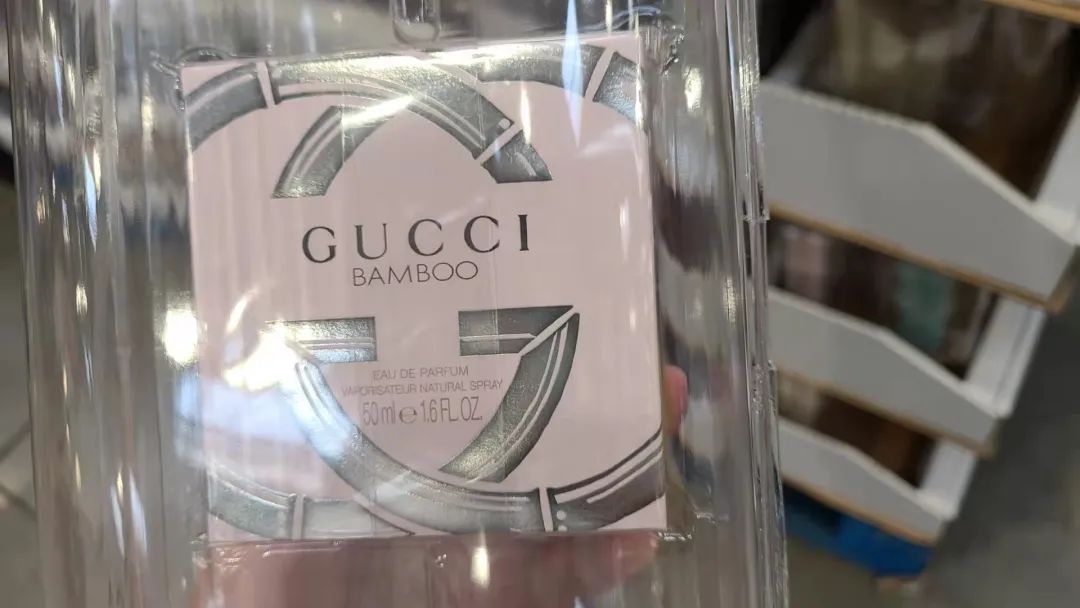 GUCCI
BAMBOO
EAU DE PARFUM
VAPORISATEUR NATURAL SPRAY
50 ml e 1.6 FL. OZ.